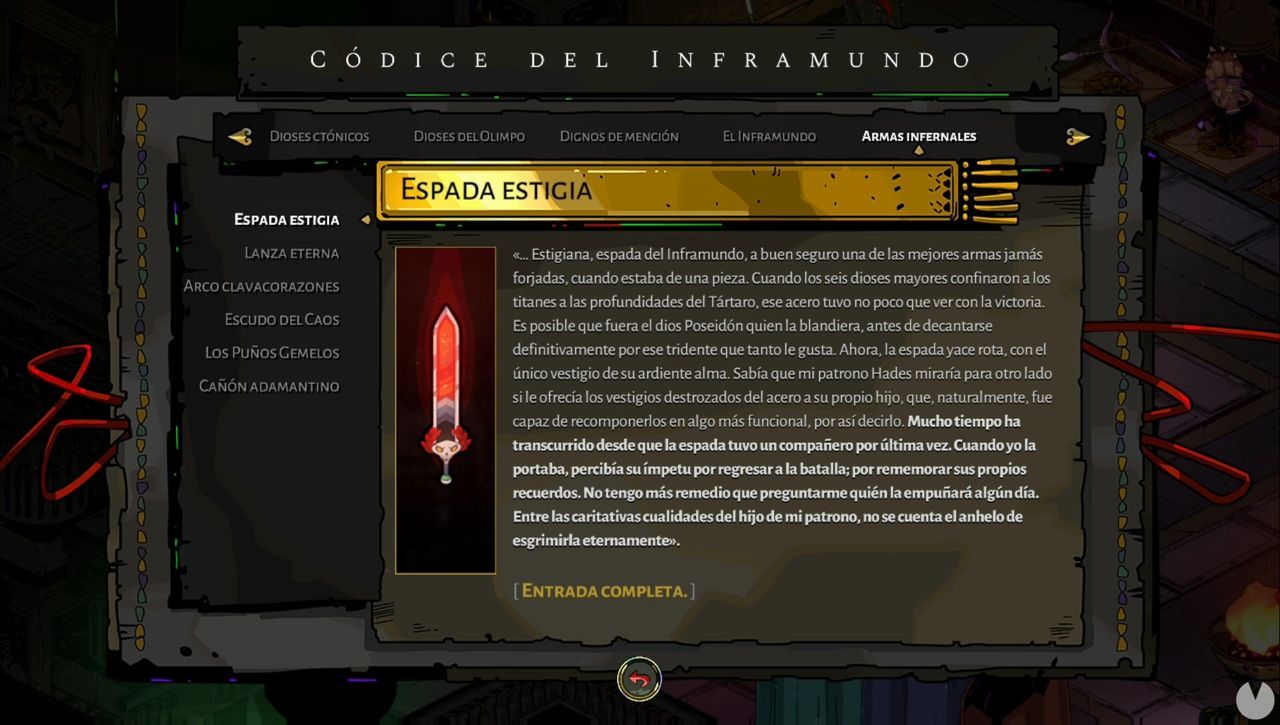 Códice del Inframundo
Dioses ctónicos
Dioses del Olimpo
Dignos de mención
El Inframundo
Armas infernales
Espada estigia
Lanza eterna
Arco clavacorazones
Escudo del Caos
Los Puños Gemelos
Cañón adamantino
Espada estigia
«... Estigiana, espada del Inframundo, a buen seguro una de las mejores armas jamás
forjadas, cuando estaba de una pieza. Cuando los seis dioses mayores confinaron a los
titanes a las profundidades del Tártaro, ese acero tuvo no poco que ver con la victoria.
Es posible que fuera el dios Poseidón quien la blandiera, antes de decantarse
definitivamente por ese tridente que tanto le gusta. Ahora, la espada yace rota, con el
único vestigio de su ardiente alma. Sabía que mi patrono Hades miraría para otro lado
si le ofrecía los vestigios destrozados del acero a su propio hijo, que, naturalmente, fue
capaz de recomponerlos en algo más funcional, por así decirlo. Mucho tiempo ha
transcurrido desde que la espada tuvo un compañero por última vez. Cuando yo la
portaba, percibía su ímpetu por regresar a la batalla; por rememorar sus propios
recuerdos. No tengo más remedio que preguntarme quién la empuñará algún día.
Entre las caritativas cualidades del hijo de mi patrono, no se cuenta el anhelo de
esgrimirla eternamente».
[Entrada completa.]